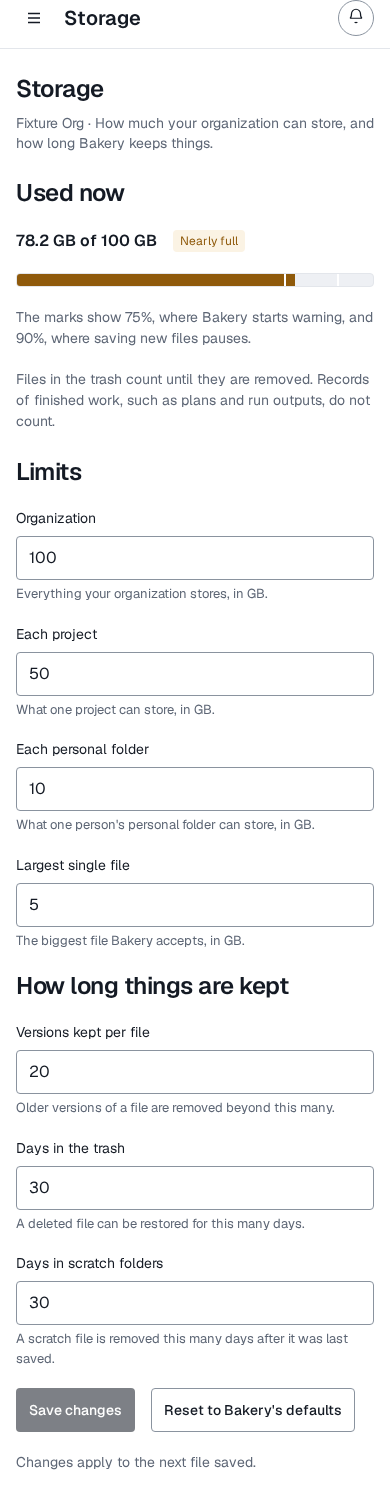 Storage
Storage
Fixture Org · How much your organization can store, and
how long Bakery keeps things.
Used now
78.2 GB of 100 GB Nearly full
The marks show 75%, where Bakery starts warning, and
90%, where saving new files pauses.
Files in the trash count until they are removed. Records
of finished work, such as plans and run outputs, do not
count.
Limits
Organization
100
Everything your organization stores, in GB.
Each project
50
What one project can store, in GB.
Each personal folder
10
What one person's personal folder can store, in GB.
Largest single file
5
The biggest file Bakery accepts, in GB.
How long things are kept
Versions kept per file
20
Older versions of a file are removed beyond this many.
Days in the trash
30
A deleted file can be restored for this many days.
Days in scratch folders
30
A scratch file is removed this many days after it was last
saved.
Save changes Reset to Bakery's defaults
Changes apply to the next file saved.